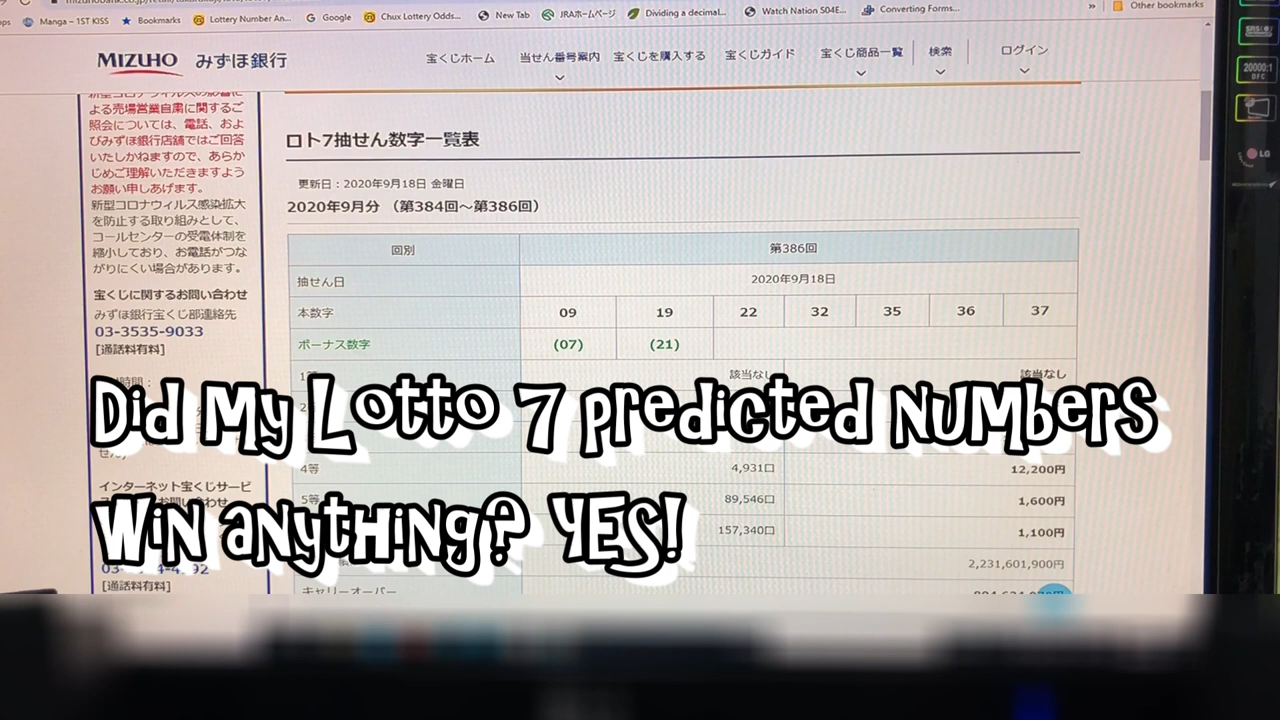 Manga – 1ST KISS Bookmarks Lottery Number An... Google Chux Lottery Odds... New Tab JRAホームページ Dividing a decimal... Watch Nation S04E... Converting Forms... » Other bookmarks
MIZUHO みずほ銀行 宝くじホーム 当せん番号案内 宝くじを購入する 宝くじガイド 宝くじ商品一覧 検索 ログイン
新型コロナウイルスの影響に
よる売場営業自粛に関するご
照会については、電話、およ
びみずほ銀行店舗ではご回答
いたしかねますので、あらか
じめご理解いただきますよう
お願い申しあげます。
新型コロナウィルス感染拡大
を防止する取り組みとして、
コールセンターの受電体制を
縮小しており、お電話がつな
がりにくい場合があります。
宝くじに関するお問い合わせ
みずほ銀行宝くじ部連絡先
03-3535-9033
[通話料有料]
せん)
インターネット宝くじサービ
[通話料有料]
ロト7抽せん数字一覧表
更新日：2020年9月18日 金曜日
2020年9月分 （第384回～第386回）
回別 第386回
抽せん日 2020年9月18日
本数字 09 19 22 32 35 36 37
ボーナス数字 (07) (21)
1等 該当なし 該当なし
4等 4,931口 12,200円
5等 89,546口 1,600円
157,340口 1,100円
2,231,601,900円
キャリーオーバー
Did My Lotto 7 predicted numbers
Win anything? YES!
20000:1
DFC
LG